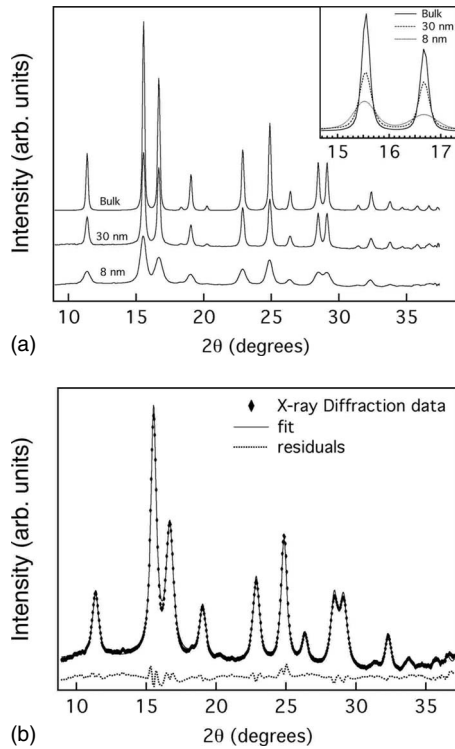 Bulk
30 nm
8 nm
15 16 17
Intensity (arb. units)
Bulk
30 nm
8 nm
10 15 20 25 30 35
2θ (degrees)
(a)
X-ray Diffraction data
fit
residuals
Intensity (arb. units)
10 15 20 25 30 35
2θ (degrees)
(b)